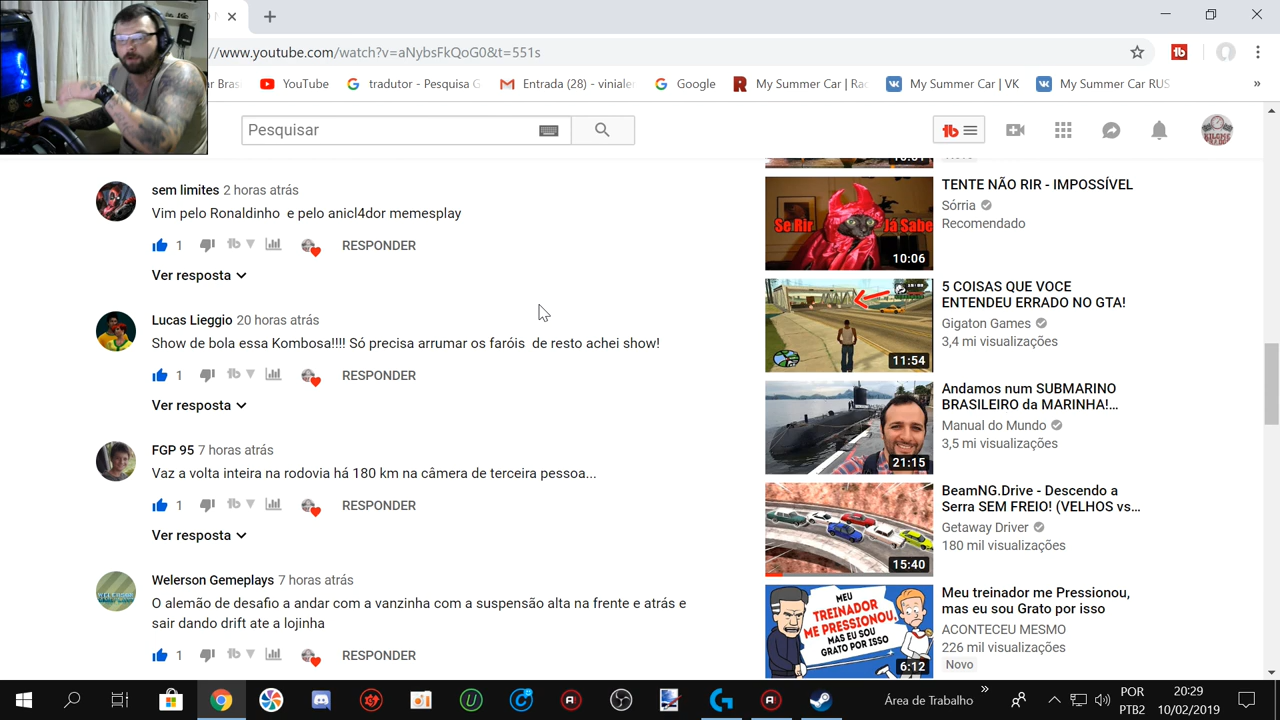 //www.youtube.com/watch?v=aNybsFkQoG0&t=551s
YouTube
tradutor - Pesquisa G
Entrada (28) - vinialer
Google
My Summer Car | Rac
My Summer Car | VK
My Summer Car RUS
»
Pesquisar
sem limites 2 horas atrás
Vim pelo Ronaldinho e pelo anicl4dor memesplay
1
RESPONDER
Ver resposta
Lucas Lieggio 20 horas atrás
Show de bola essa Kombosa!!!! Só precisa arrumar os faróis de resto achei show!
1
RESPONDER
Ver resposta
FGP 95 7 horas atrás
Vaz a volta inteira na rodovia há 180 km na câmera de terceira pessoa...
1
RESPONDER
Ver resposta
Welerson Gemeplays 7 horas atrás
O alemão de desafio a andar com a vanzinha com a suspensão alta na frente e atrás e
sair dando drift ate a lojinha
1
RESPONDER
Se Rir
Já Sabe
10:06
TENTE NÃO RIR - IMPOSSÍVEL
Sórria
Recomendado
11:54
5 COISAS QUE VOCE
ENTENDEU ERRADO NO GTA!
Gigaton Games
3,4 mi visualizações
21:15
Andamos num SUBMARINO
BRASILEIRO da MARINHA!...
Manual do Mundo
3,5 mi visualizações
15:40
BeamNG.Drive - Descendo a
Serra SEM FREIO! (VELHOS vs...
Getaway Driver
180 mil visualizações
MEU
TREINADOR
ME PRESSIONOU,
MAS EU SOU
GRATO POR ISSO
6:12
Meu treinador me Pressionou,
mas eu sou Grato por isso
ACONTECEU MESMO
226 mil visualizações
Novo
Área de Trabalho
»
POR
PTB2
20:29
10/02/2019